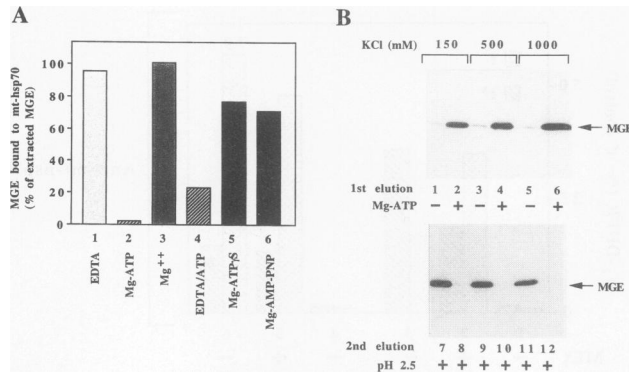 A
MGE bound to mt-hsp70
(% of extracted MGE)
100
80
60
40
20
0
1 2 3 4 5 6
EDTA
Mg-ATP
Mg++
EDTA/ATP
Mg-ATPγS
Mg-AMP-PNP
B
KCl (mM) 150 500 1000
MGE
1st elution 1 2 3 4 5 6
Mg-ATP − + − + − +
MGE
2nd elution 7 8 9 10 11 12
pH 2.5 + + + + + +